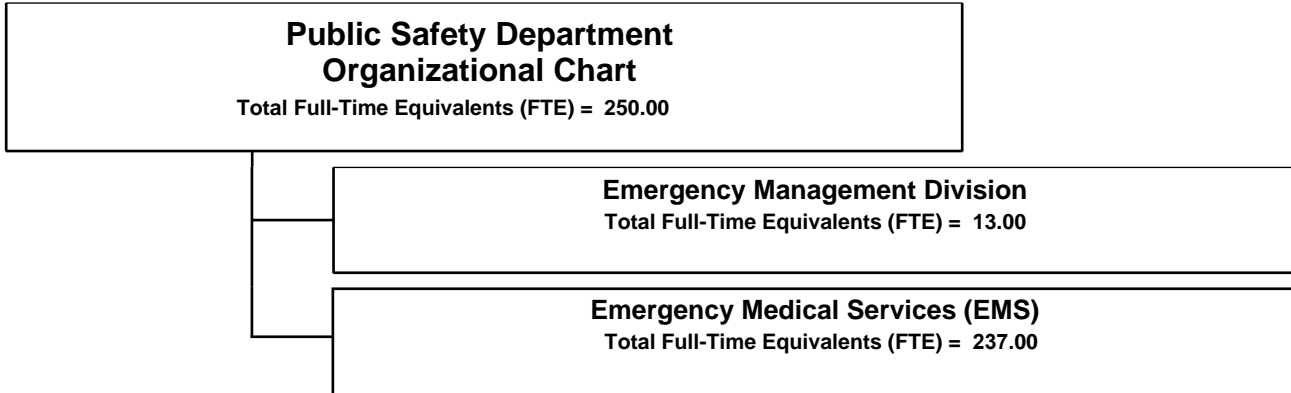 Public Safety Department
Organizational Chart
Total Full-Time Equivalents (FTE) = 250.00
Emergency Management Division
Total Full-Time Equivalents (FTE) = 13.00
Emergency Medical Services (EMS)
Total Full-Time Equivalents (FTE) = 237.00